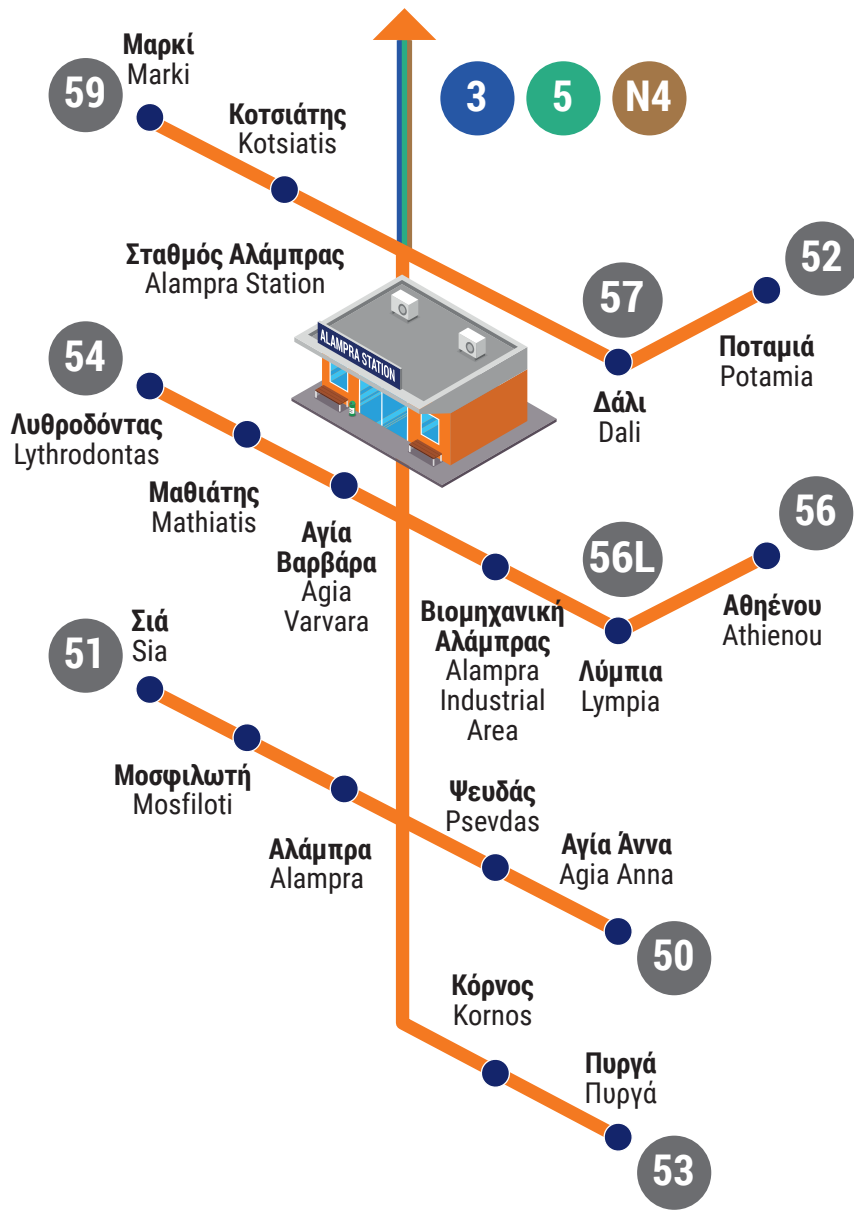 Μαρκί
Marki
59
3
5
N4
Κοτσιάτης
Kotsiatis
Σταθμός Αλάμπρας
Alampra Station
57
52
Ποταμιά
Potamia
Δάλι
Dali
ALAMPRA STATION
54
Λυθροδόντας
Lythrodontas
Μαθιάτης
Mathiatis
Αγία
Βαρβάρα
Agia
Varvara
56L
56
Αθηένου
Athienou
Βιομηχανική
Αλάμπρας
Alampra
Industrial
Area
Λύμπια
Lympia
Σιά
Sia
51
Μοσφιλωτή
Mosfiloti
Αλάμπρα
Alampra
Ψευδάς
Psevdas
Αγία Άννα
Agia Anna
50
Κόρνος
Kornos
Πυργά
Πυργά
53